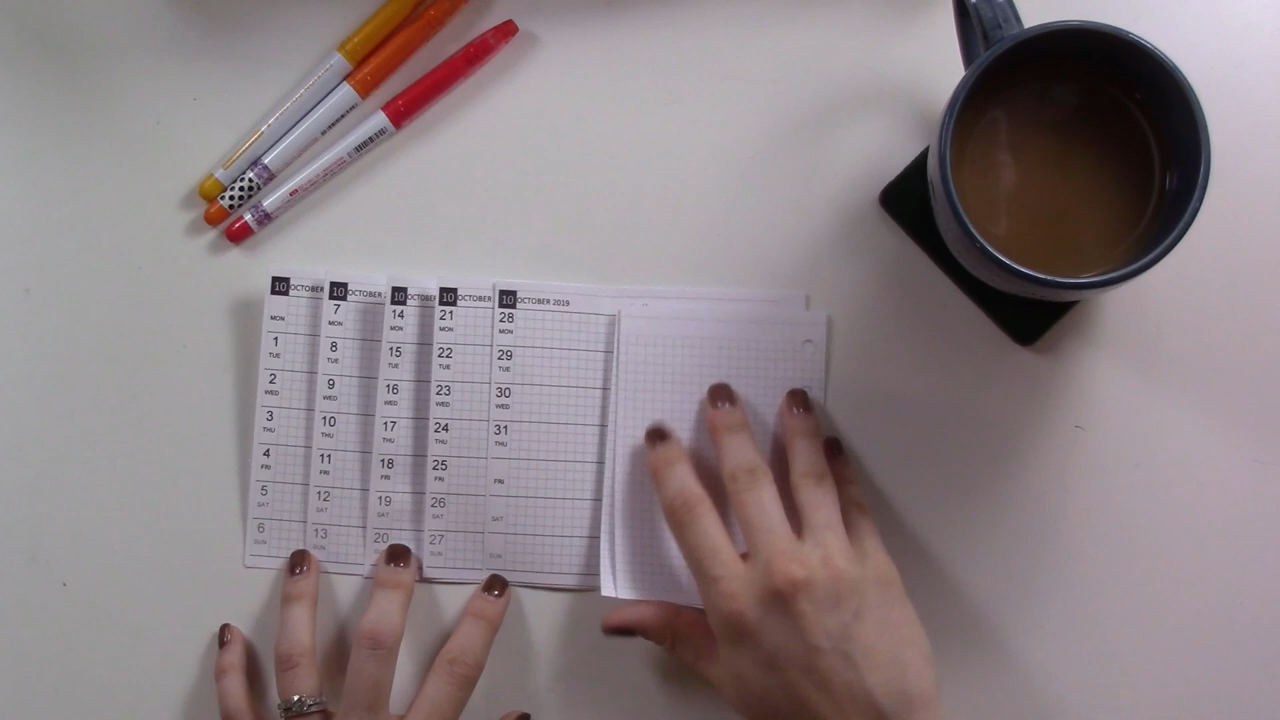 10 OCTOBER
MON
1
TUE
2
WED
3
THU
4
FRI
5
SAT
6
SUN
10 OCTOBER
7
MON
8
TUE
9
WED
10
THU
11
FRI
12
SAT
13
SUN
10 OCTOBER
14
MON
15
TUE
16
WED
17
THU
18
FRI
19
SAT
20
10 OCTOBER
21
MON
22
TUE
23
WED
24
THU
25
FRI
26
SAT
27
SUN
10 OCTOBER 2019
28
MON
29
TUE
30
WED
31
THU
FRI
SAT
SUN